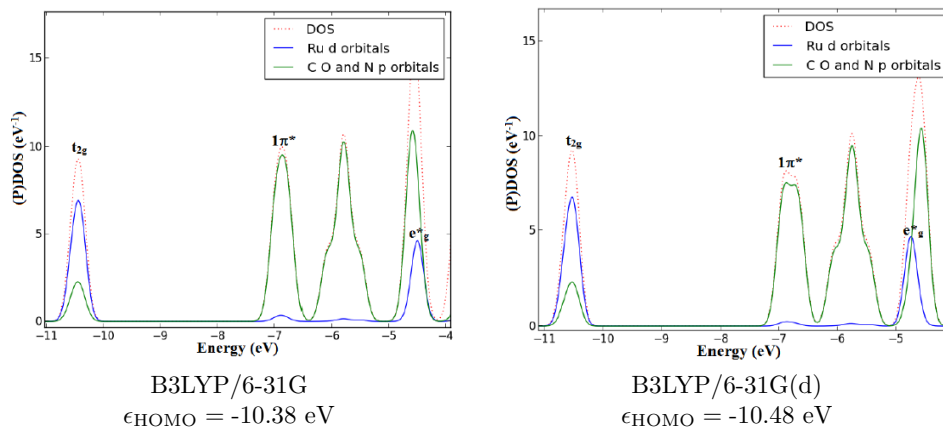 DOS
Ru d orbitals
C O and N p orbitals
(P)DOS (eV-1)
15
10
5
0
t2g
1π*
e*g
-11
-10
-9
-8
-7
-6
-5
-4
Energy (eV)
B3LYP/6-31G
ϵHOMO = -10.38 eV
DOS
Ru d orbitals
C O and N p orbitals
(P)DOS (eV-1)
15
10
5
0
t2g
1π*
e*g
−11
−10
−9
−8
−7
−6
−5
Energy (eV)
B3LYP/6-31G(d)
ϵHOMO = -10.48 eV